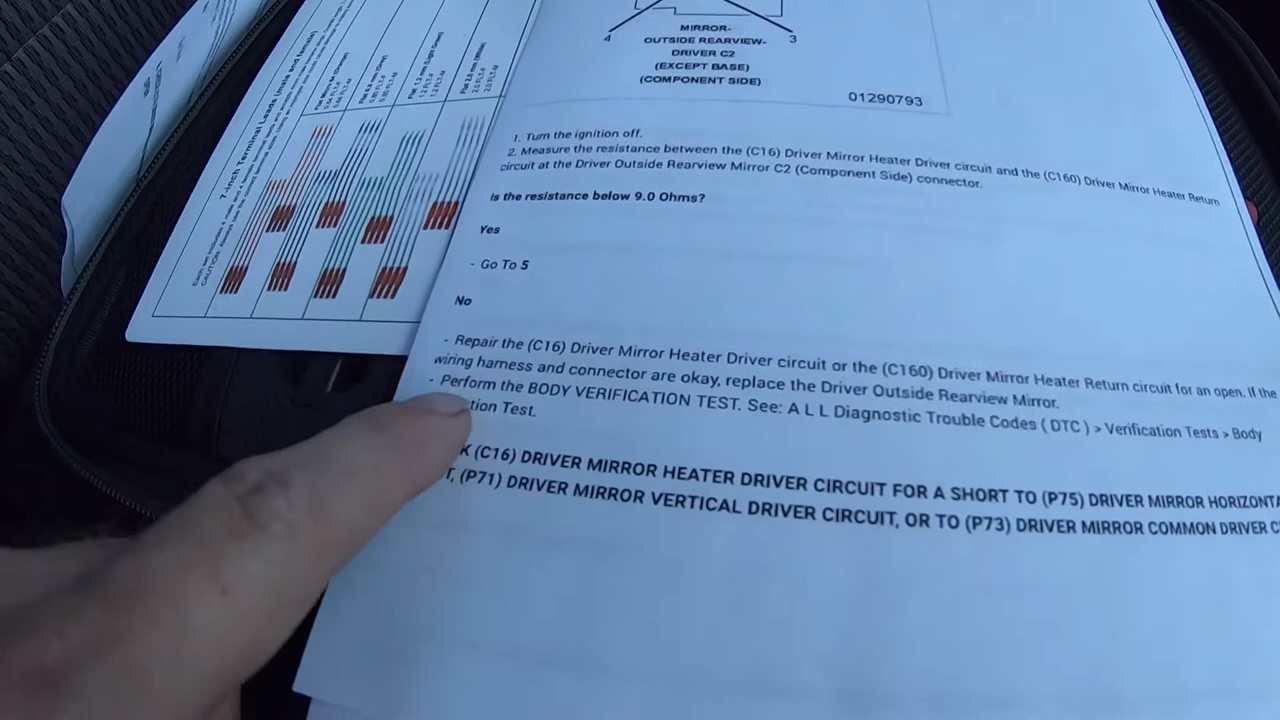 7-inch Terminal Leads (male and female)
4
MIRROR-
3
OUTSIDE REARVIEW-
DRIVER C2
(EXCEPT BASE)
(COMPONENT SIDE)
01290793
1. Turn the ignition off.
2. Measure the resistance between the (C16) Driver Mirror Heater Driver circuit and the (C160) Driver Mirror Heater Return
circuit at the Driver Outside Rearview Mirror C2 (Component Side) connector.
Is the resistance below 9.0 Ohms?
Yes
- Go To 5
No
- Repair the (C16) Driver Mirror Heater Driver circuit or the (C160) Driver Mirror Heater Return circuit for an open. If the
wiring harness and connector are okay, replace the Driver Outside Rearview Mirror.
- Perform the BODY VERIFICATION TEST. See: A L L Diagnostic Trouble Codes ( DTC ) > Verification Tests > Body
tion Test.
K (C16) DRIVER MIRROR HEATER DRIVER CIRCUIT FOR A SHORT TO (P75) DRIVER MIRROR HORIZONTA
T, (P71) DRIVER MIRROR VERTICAL DRIVER CIRCUIT, OR TO (P73) DRIVER MIRROR COMMON DRIVER C